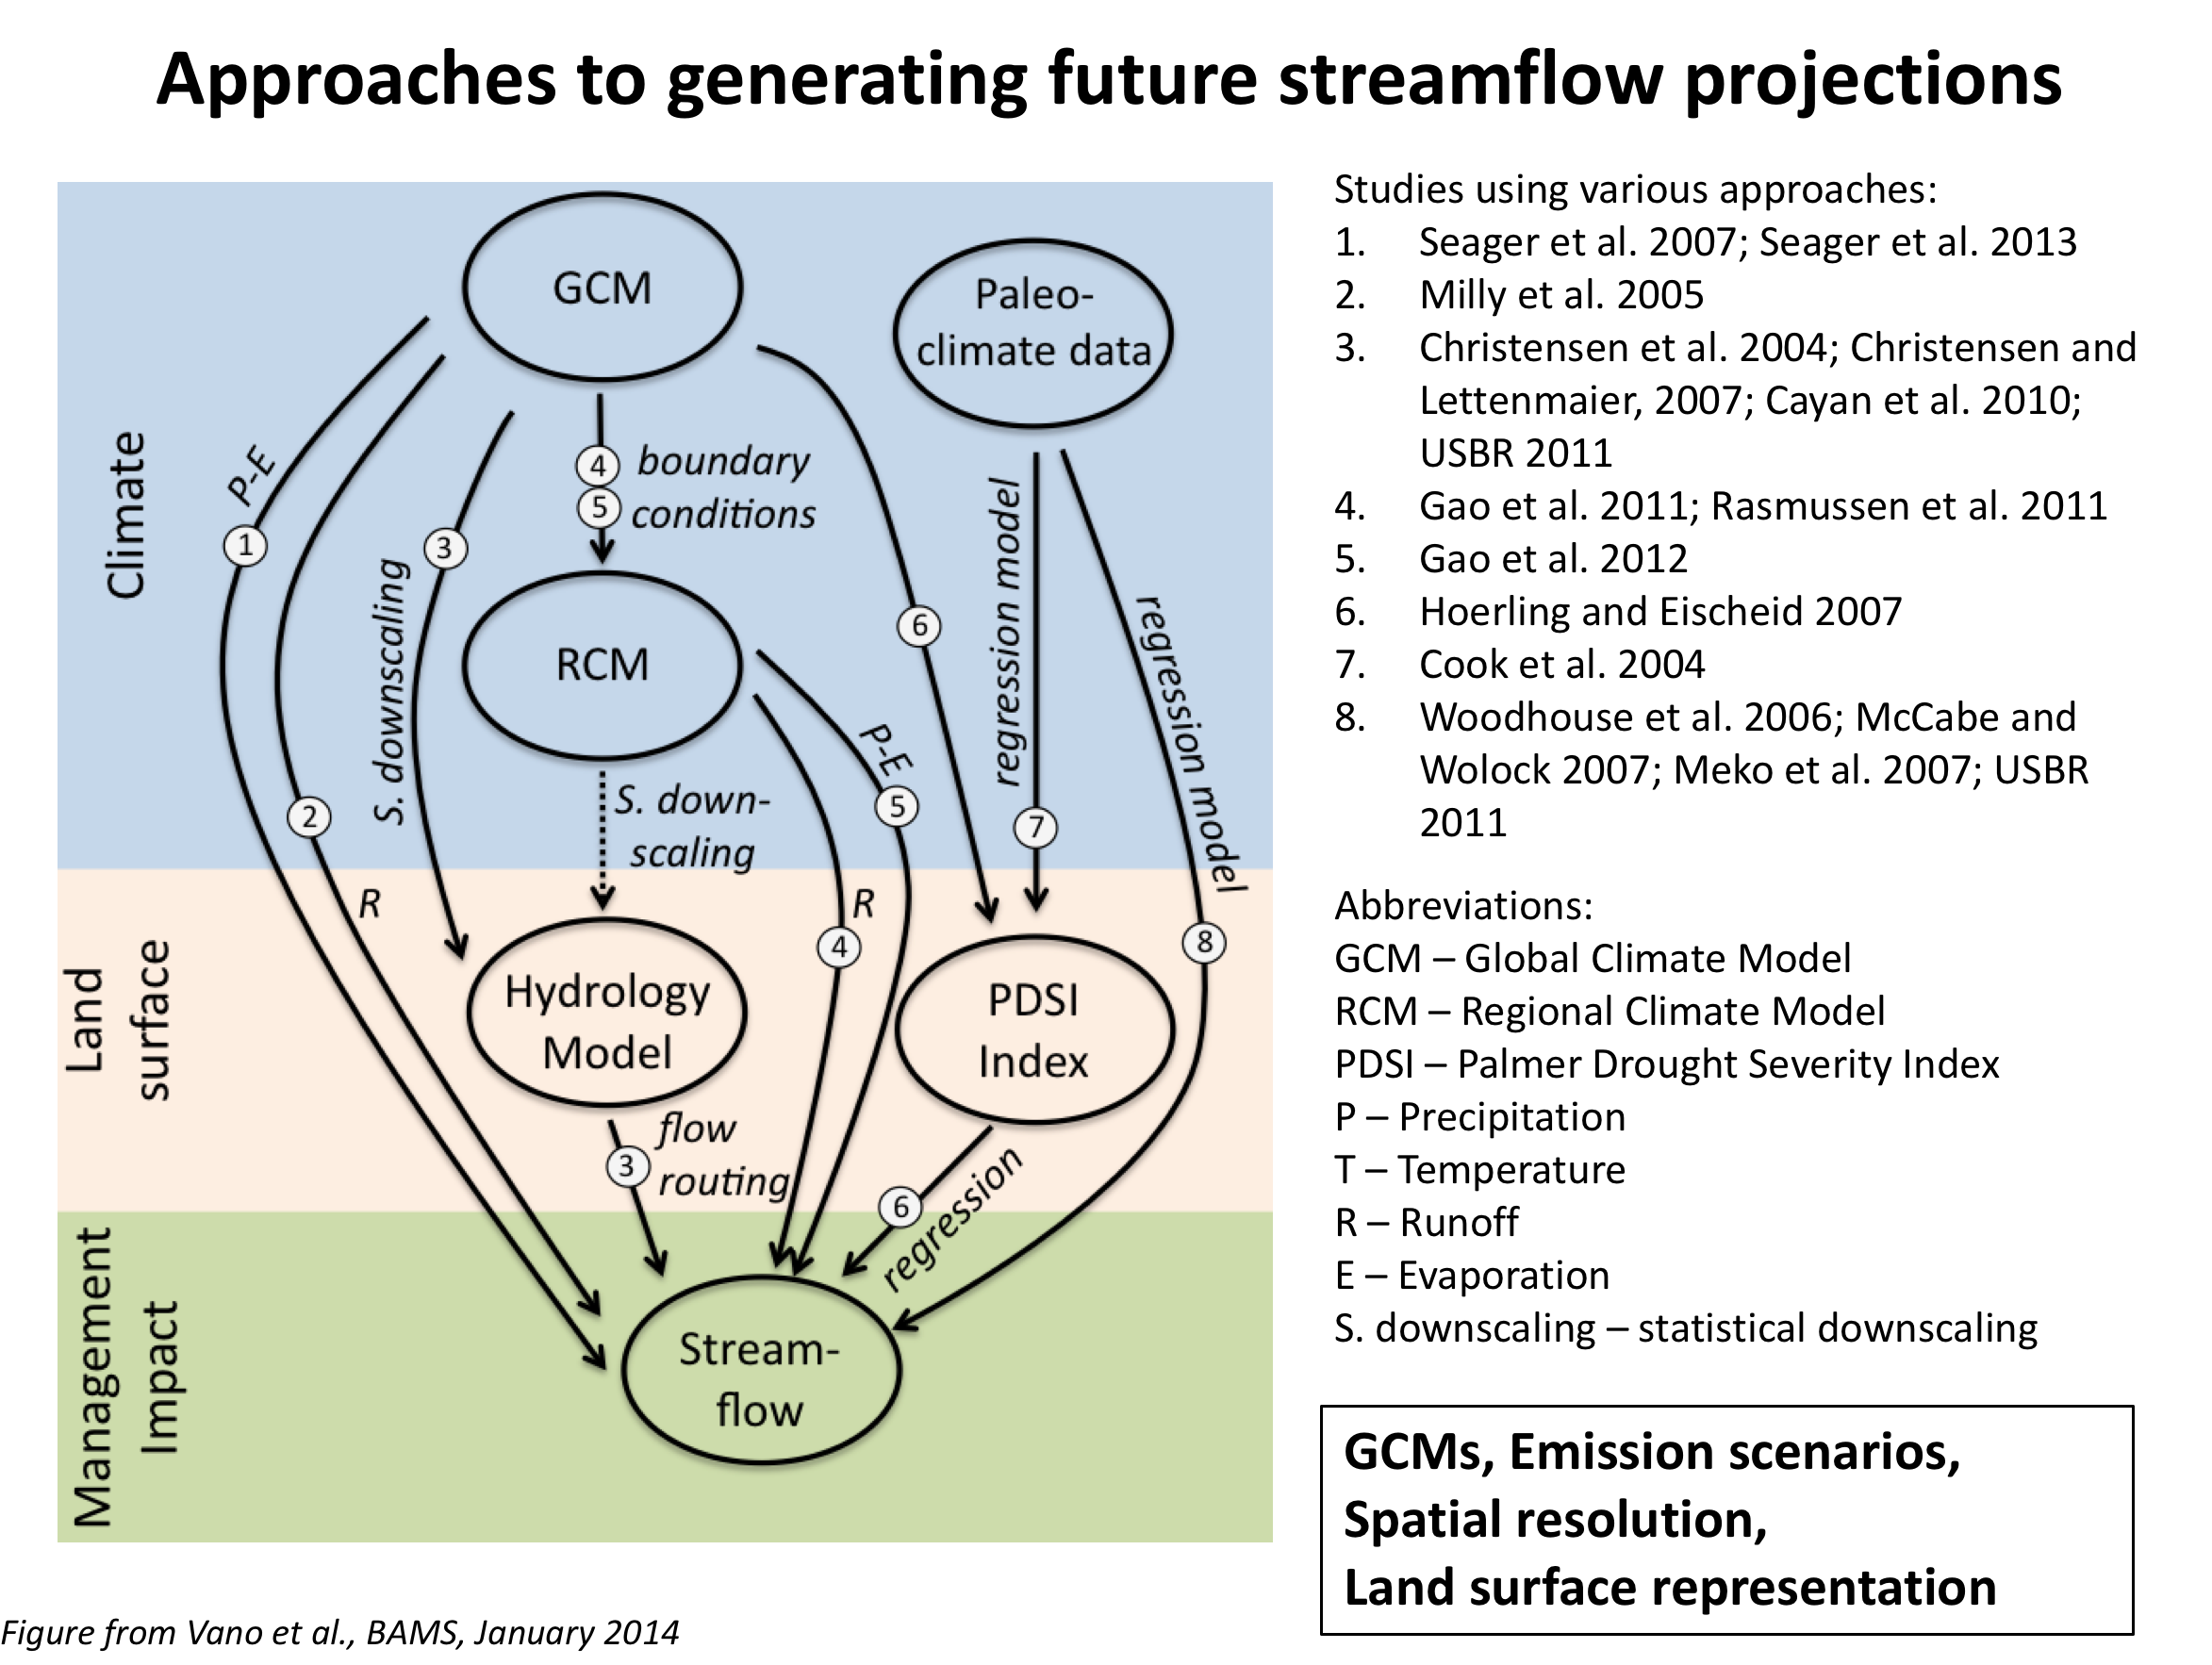 Approaches to generating future streamflow projections
GCM
Paleo-
climate data
Climate
P-E
1
2
3
S. downscaling
4
boundary
5
conditions
RCM
6
regression model
7
regression model
8
P-E
5
S. down-
scaling
R
R
4
Land
surface
Hydrology
Model
PDSI
Index
flow
3
routing
6
regression
Management
Impact
Stream-
flow
Studies using various approaches:
1. Seager et al. 2007; Seager et al. 2013
2. Milly et al. 2005
3. Christensen et al. 2004; Christensen and
Lettenmaier, 2007; Cayan et al. 2010;
USBR 2011
4. Gao et al. 2011; Rasmussen et al. 2011
5. Gao et al. 2012
6. Hoerling and Eischeid 2007
7. Cook et al. 2004
8. Woodhouse et al. 2006; McCabe and
Wolock 2007; Meko et al. 2007; USBR
2011
Abbreviations:
GCM – Global Climate Model
RCM – Regional Climate Model
PDSI – Palmer Drought Severity Index
P – Precipitation
T – Temperature
R – Runoff
E – Evaporation
S. downscaling – statistical downscaling
GCMs, Emission scenarios,
Spatial resolution,
Land surface representation
Figure from Vano et al., BAMS, January 2014